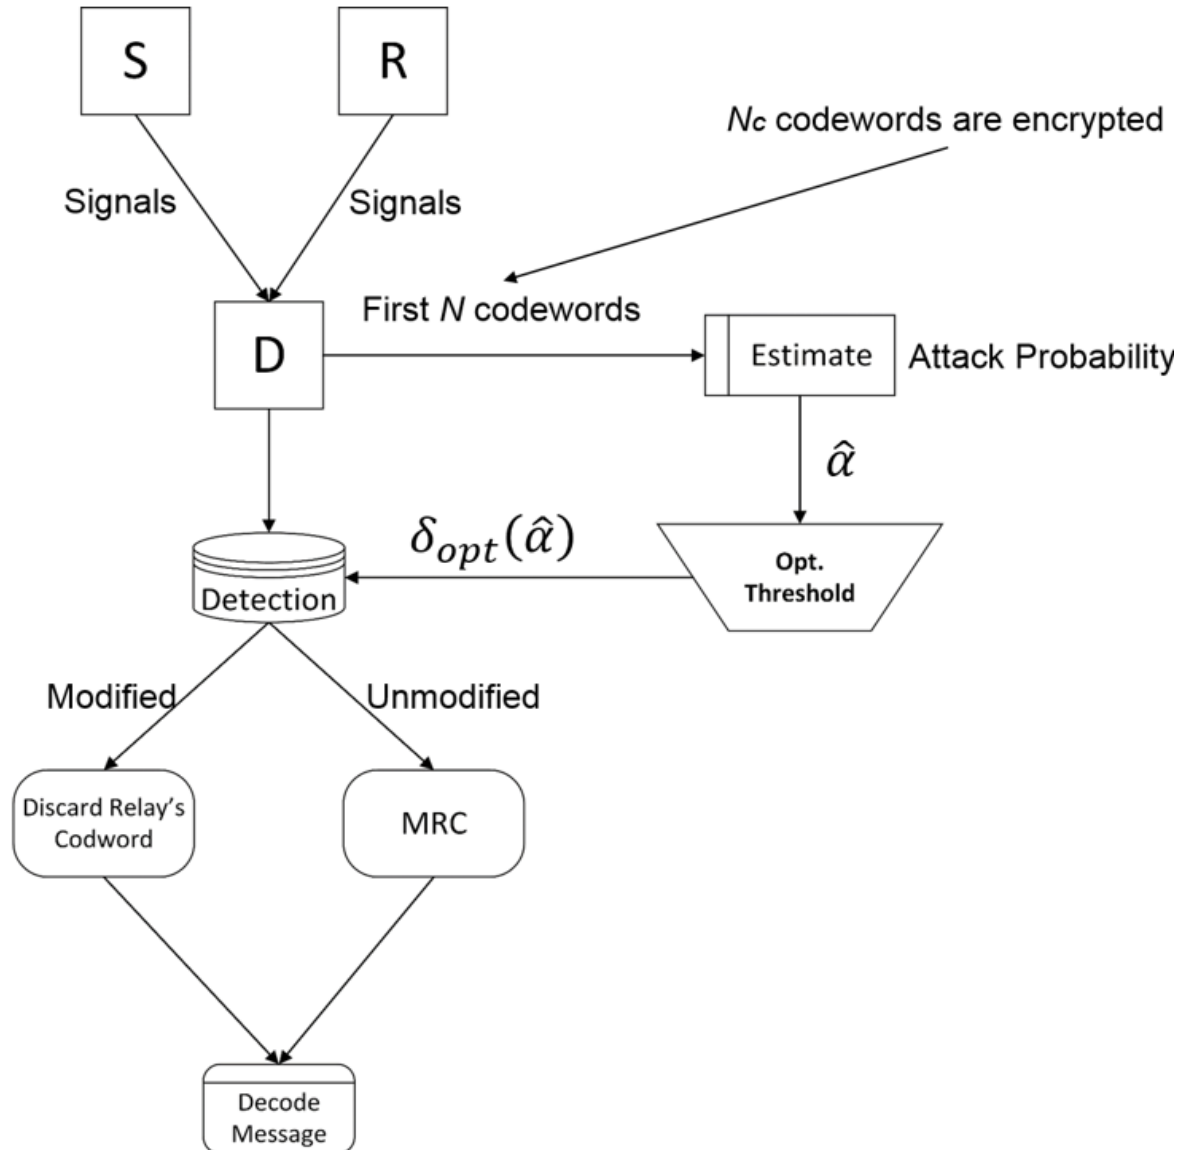 S
R
Nc codewords are encrypted
Signals
Signals
First N codewords
D
Estimate
Attack Probability
α̂
δopt(α̂)
Opt.
Threshold
Detection
Modified
Unmodified
Discard Relay's
Codword
MRC
Decode
Message